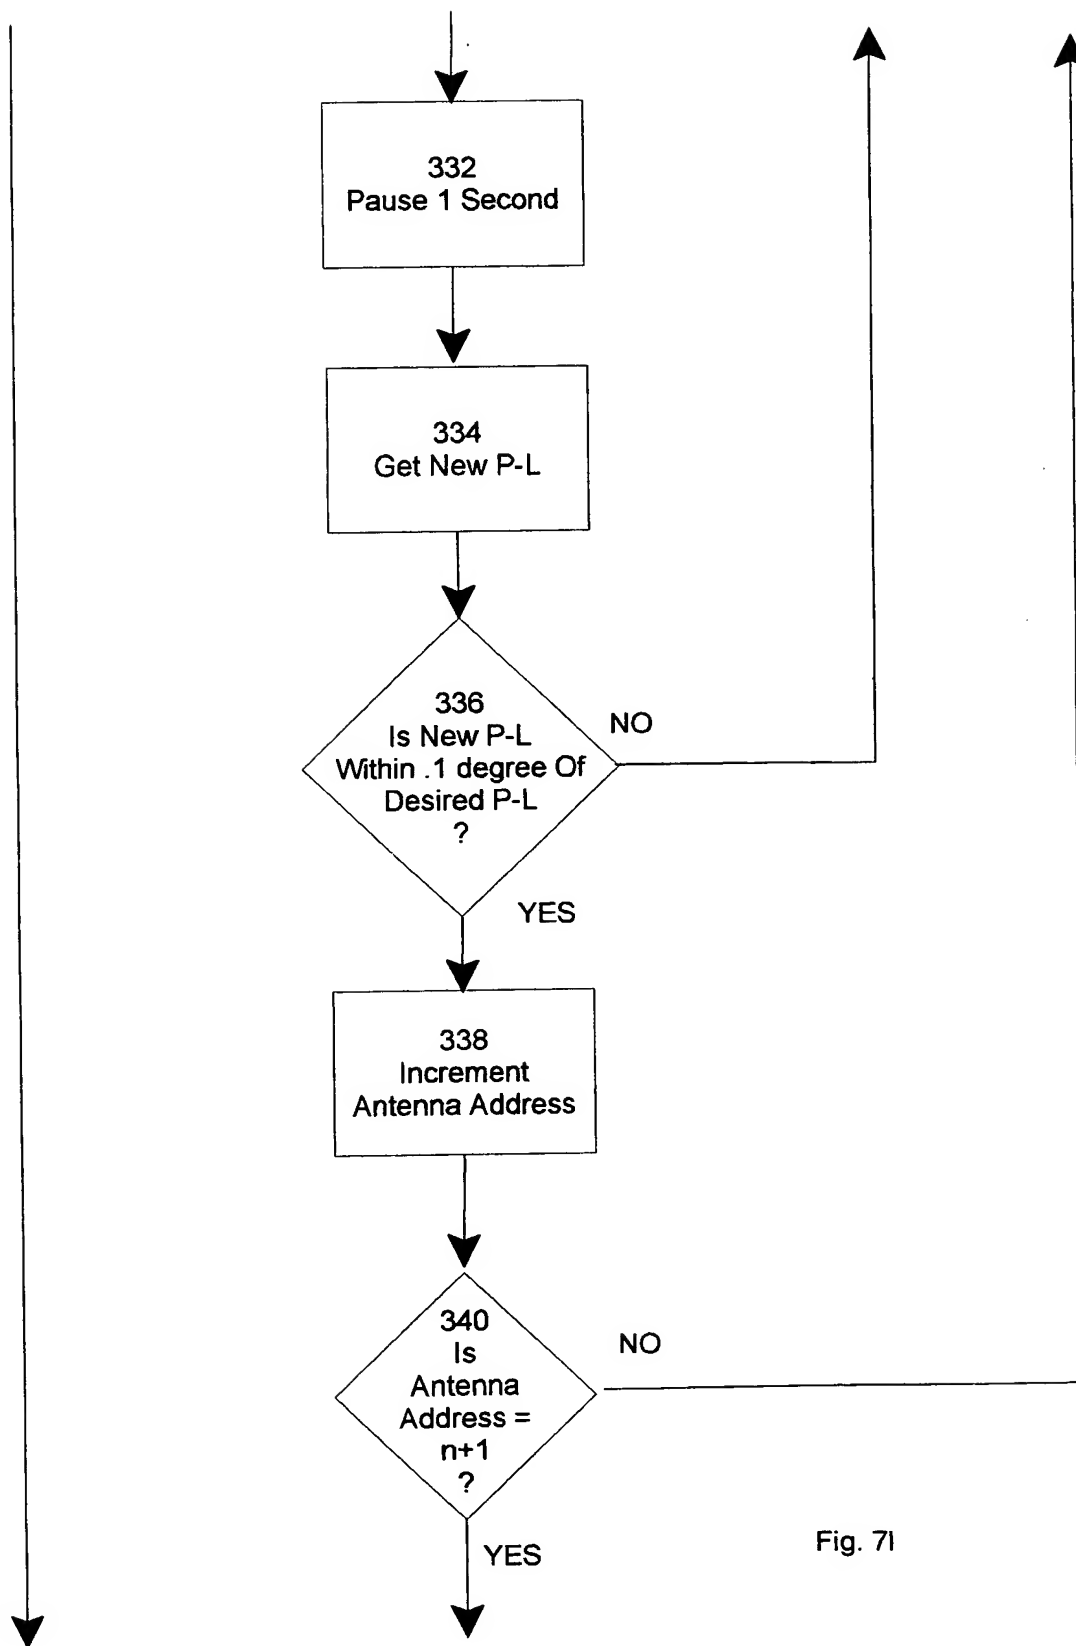 332
Pause 1 Second
334
Get New P-L
336
Is New P-L
Within .1 degree Of
Desired P-L
?
NO
YES
338
Increment
Antenna Address
340
Is
Antenna
Address =
n+1
?
NO
YES
Fig. 7I